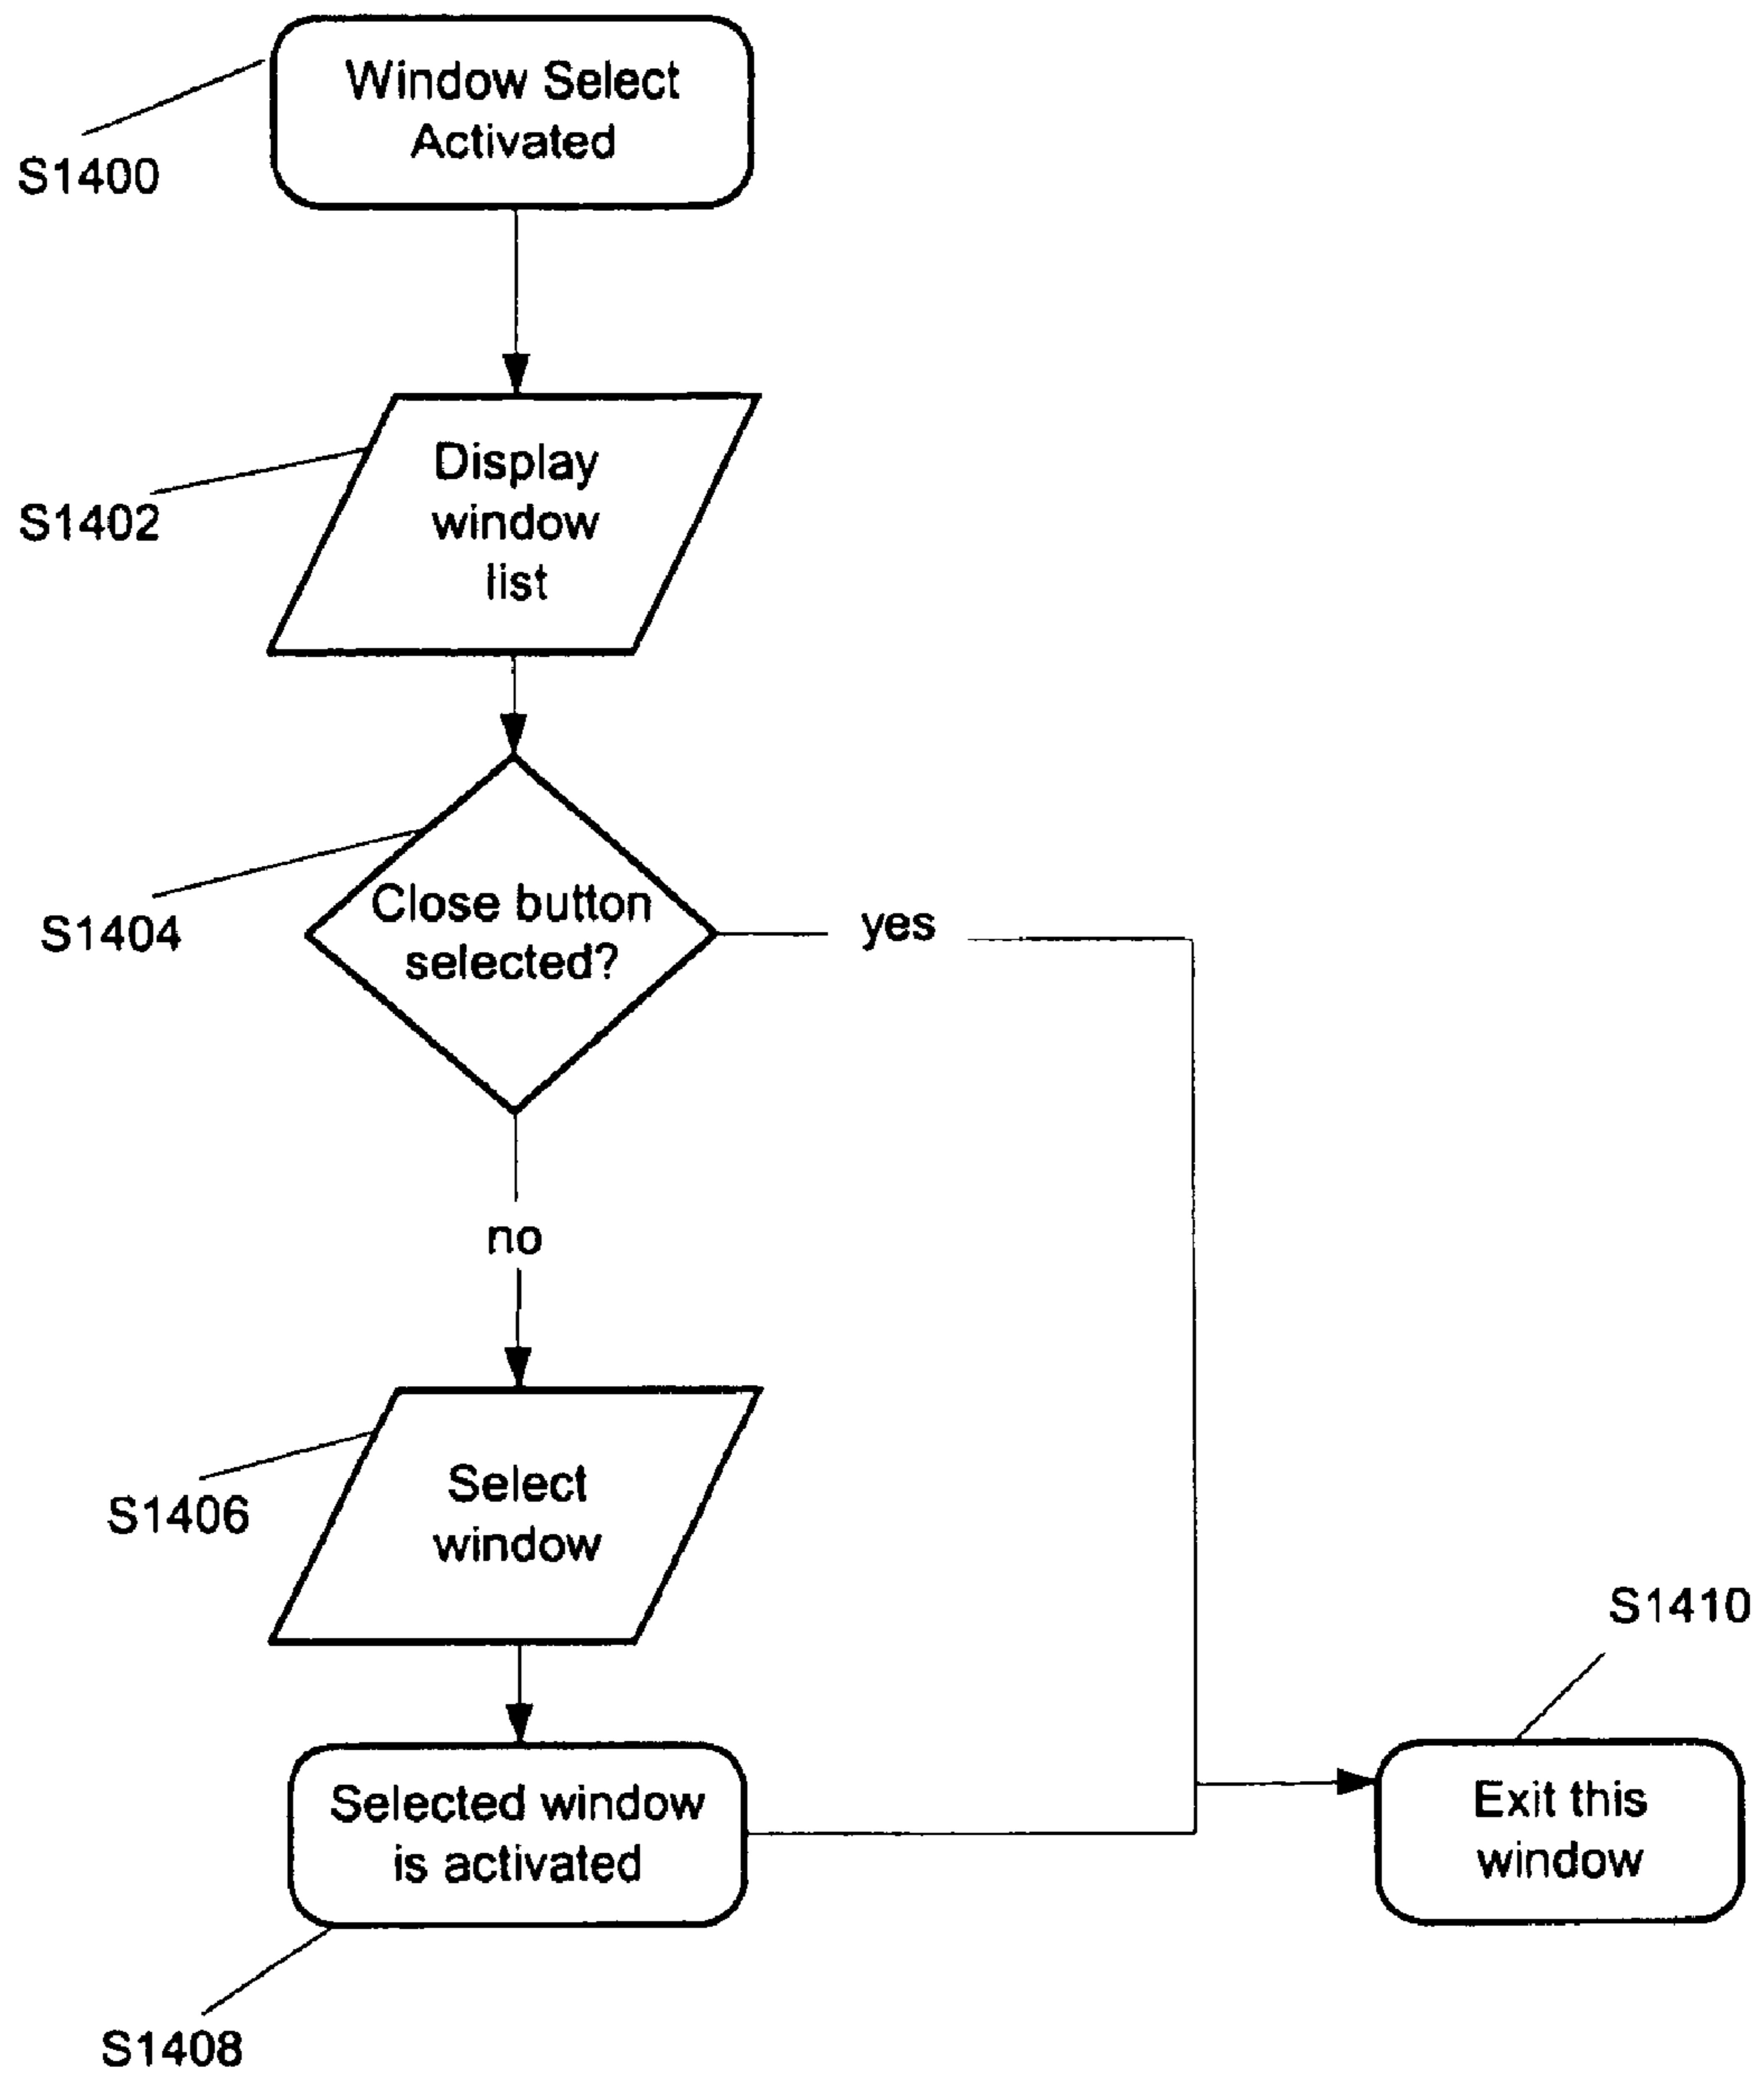 Window Select
Activated
S1400
Display
window
list
S1402
Close button
selected?
S1404
yes
no
Select
window
S1406
S1410
Selected window
is activated
Exit this
window
S1408